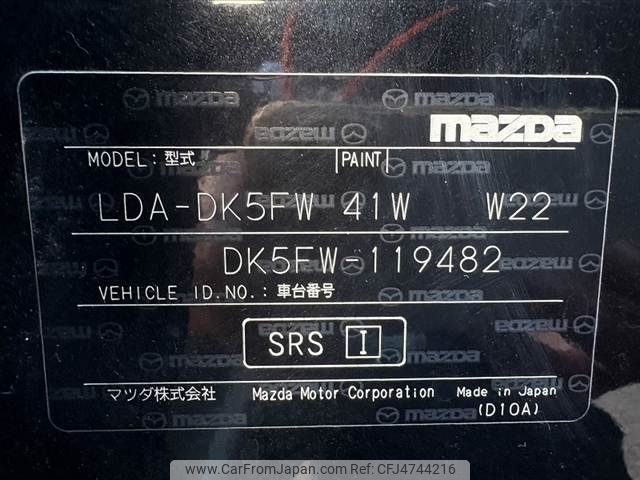 mazda
MODEL: 型式 PAINT
LDA-DK5FW 41W W22
DK5FW-119482
VEHICLE ID.NO.: 車台番号
SRS I
マツダ株式会社 Mazda Motor Corporation Made in Japan
(D10A)
www.CarFromJapan.com (C) CFJ4744216